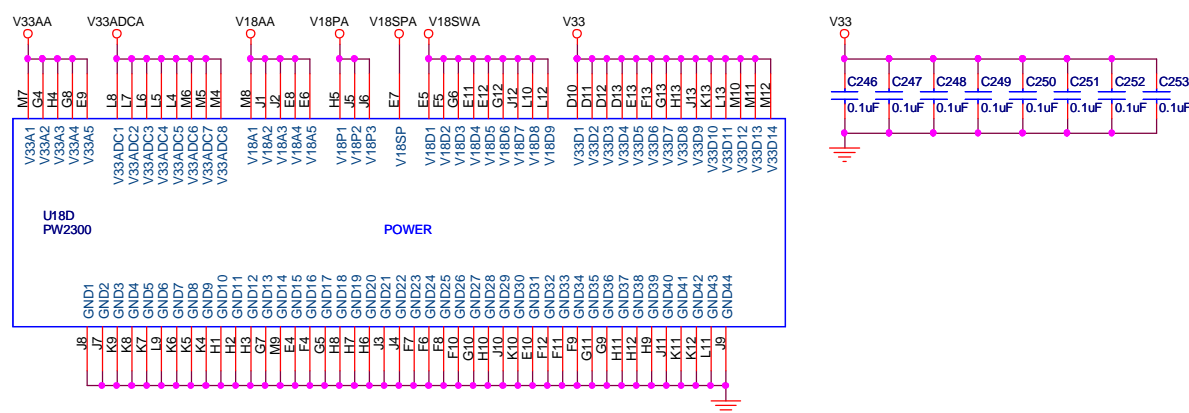 V33AA V33ADCA V18AA V18PA V18SPA V18SWA V33 V33
M7 G4 H4 G8 E9 L8 L7 L6 L5 L4 M6 M5 M4 M8 J1 J2 E8 E6 H5 J5 J6 E7 E5 F5 G6 E11 E12 G12 J12 L10 L12 D10 D11 D12 D13 E13 F13 G13 H13 J13 K13 L13 M10 M11 M12
C246 C247 C248 C249 C250 C251 C252 C253
0.1uF 0.1uF 0.1uF 0.1uF 0.1uF 0.1uF 0.1uF 0.1uF
V33A1 V33A2 V33A3 V33A4 V33A5 V33ADC1 V33ADC2 V33ADC3 V33ADC4 V33ADC5 V33ADC6 V33ADC7 V33ADC8 V18A1 V18A2 V18A3 V18A4 V18A5 V18P1 V18P2 V18P3 V18SP V18D1 V18D2 V18D3 V18D4 V18D5 V18D6 V18D7 V18D8 V18D9 V33D1 V33D2 V33D3 V33D4 V33D5 V33D6 V33D7 V33D8 V33D9 V33D10 V33D11 V33D12 V33D13 V33D14
U18D
PW2300 POWER
GND1 GND2 GND3 GND4 GND5 GND6 GND7 GND8 GND9 GND10 GND11 GND12 GND13 GND14 GND15 GND16 GND17 GND18 GND19 GND20 GND21 GND22 GND23 GND24 GND25 GND26 GND27 GND28 GND29 GND30 GND31 GND32 GND33 GND34 GND35 GND36 GND37 GND38 GND39 GND40 GND41 GND42 GND43 GND44
J8 J7 K9 K8 K7 L9 K6 K5 K4 H1 H2 H3 G7 M9 E4 F4 G5 H8 H7 H6 J3 J4 F7 F6 F8 F10 G10 H10 J10 K10 E10 F12 F11 F9 G11 G9 H11 H12 H9 J11 K11 K12 L11 J9